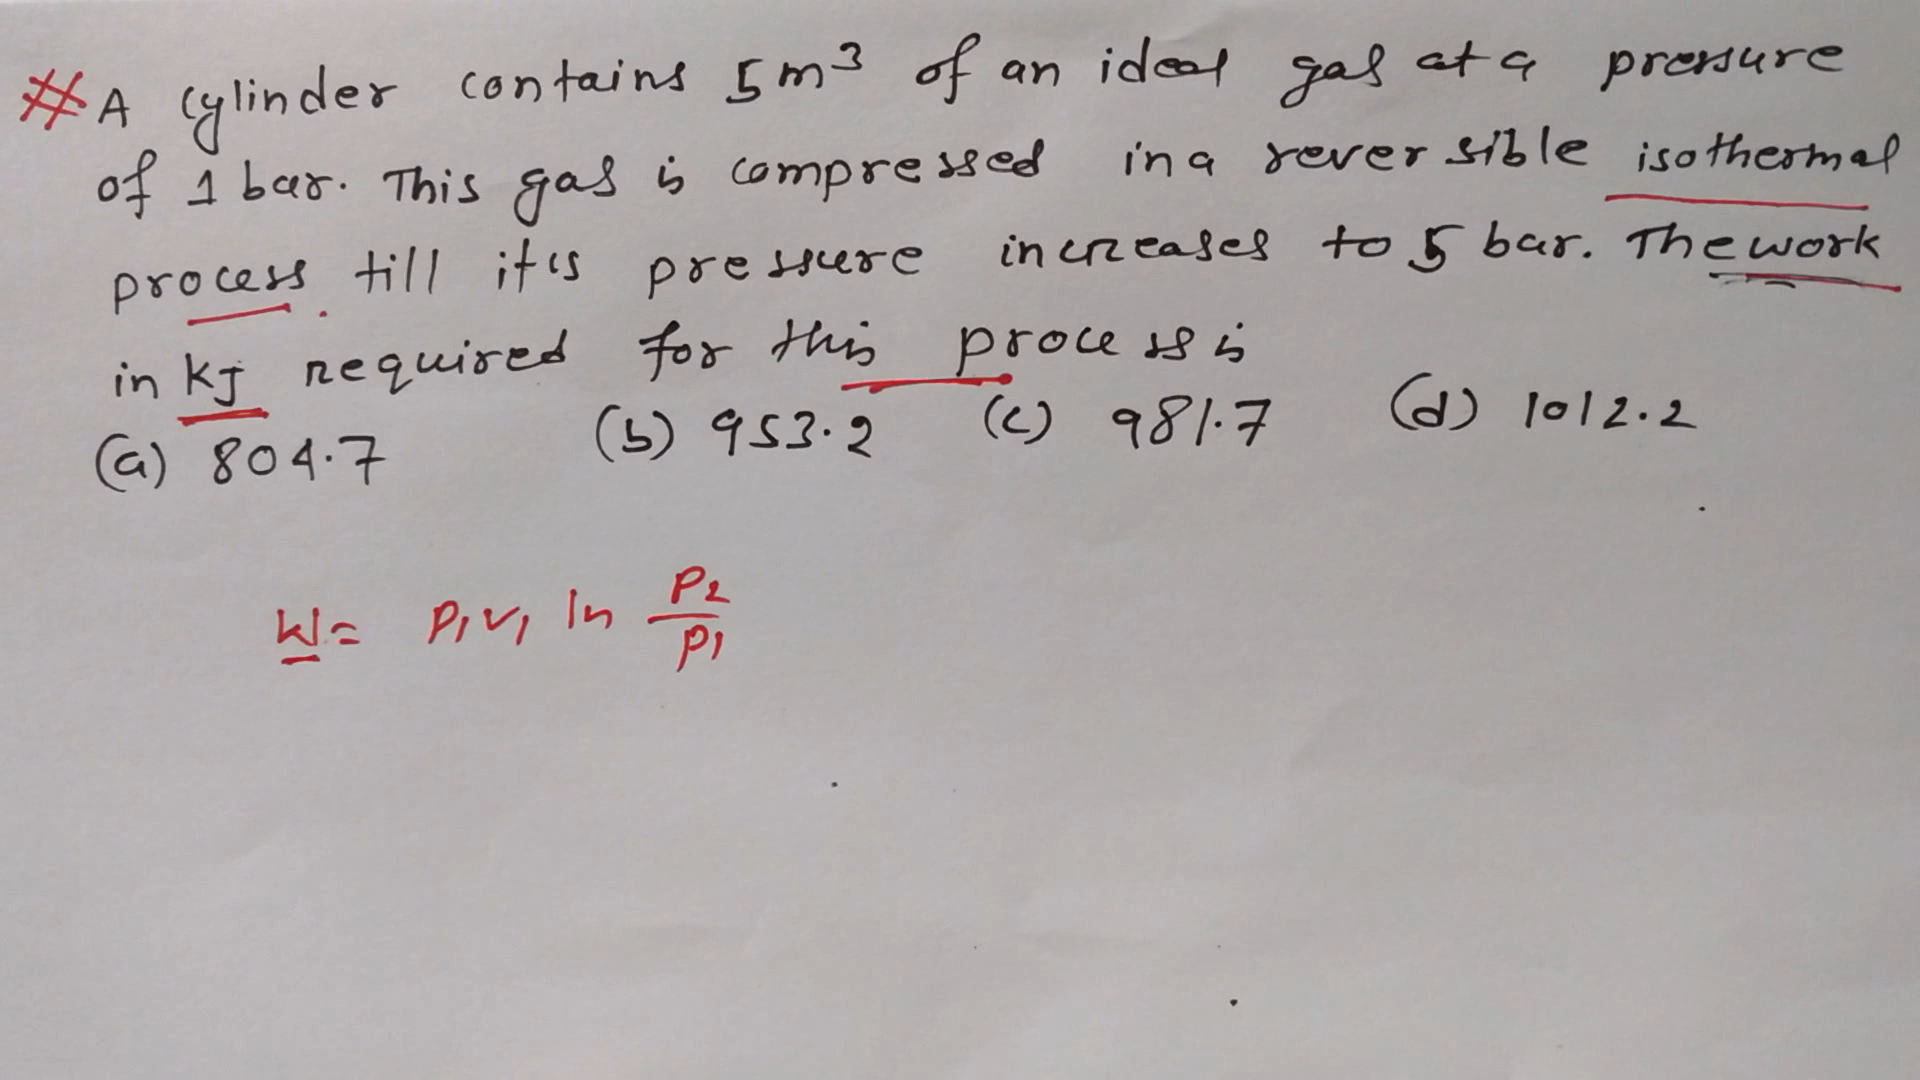 # A cylinder contains 5 m³ of an ideal gas at a pressure
of 1 bar. This gas is compressed in a reversible isothermal
process till it's pressure increases to 5 bar. The work
in kJ required for this process is
(a) 804.7 (b) 953.2 (c) 981.7 (d) 1012.2
W = P₁V₁ ln P₂/P₁